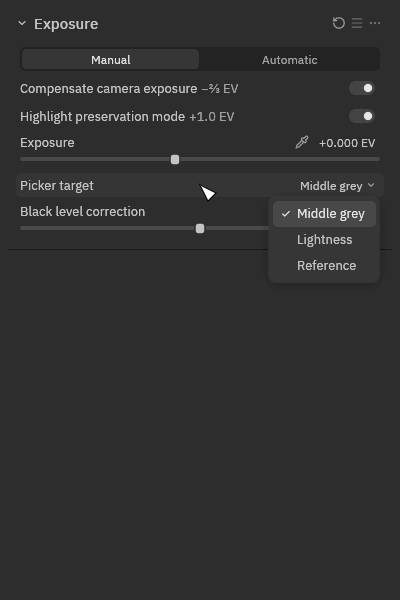 Exposure
Manual
Automatic
Compensate camera exposure −⅔ EV
Highlight preservation mode +1.0 EV
Exposure +0.000 EV
Picker target Middle grey
Black level correction
Middle grey
Lightness
Reference